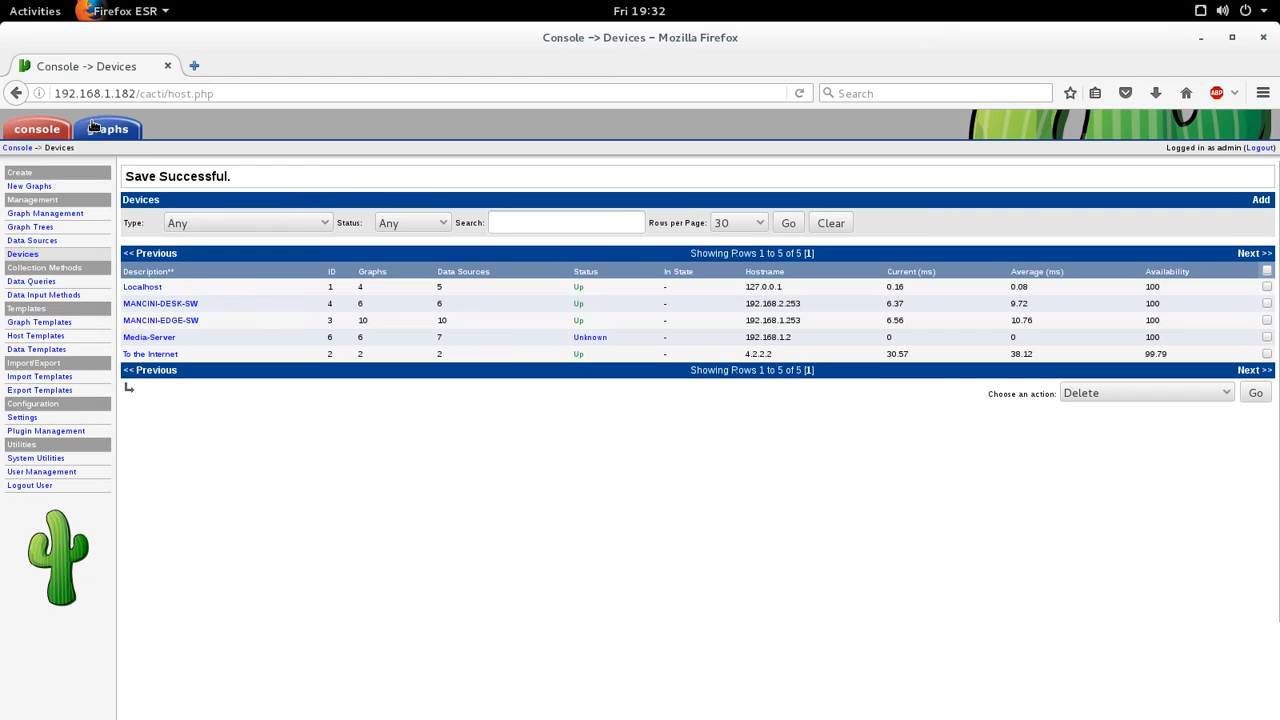 Activities Firefox ESR Fri 19:32
Console -> Devices – Mozilla Firefox
Console -> Devices
192.168.1.182/cacti/host.php Search ABP
console graphs
Console -> Devices Logged in as admin (Logout)
Create
New Graphs
Management
Graph Management
Graph Trees
Data Sources
Devices
Collection Methods
Data Queries
Data Input Methods
Templates
Graph Templates
Host Templates
Data Templates
Import/Export
Import Templates
Export Templates
Configuration
Settings
Plugin Management
Utilities
System Utilities
User Management
Logout User
Save Successful.
Devices Add
Type: Any Status: Any Search: Rows per Page: 30 Go Clear
<< Previous Showing Rows 1 to 5 of 5 [1] Next >>
Description** ID Graphs Data Sources Status In State Hostname Current (ms) Average (ms) Availability
Localhost 1 4 5 Up - 127.0.0.1 0.16 0.08 100
MANCINI-DESK-SW 4 6 6 Up - 192.168.2.253 6.37 9.72 100
MANCINI-EDGE-SW 3 10 10 Up - 192.168.1.253 6.56 10.76 100
Media-Server 6 6 7 Unknown - 192.168.1.2 0 0 100
To the Internet 2 2 2 Up - 4.2.2.2 30.57 38.12 99.79
<< Previous Showing Rows 1 to 5 of 5 [1] Next >>
Choose an action: Delete Go